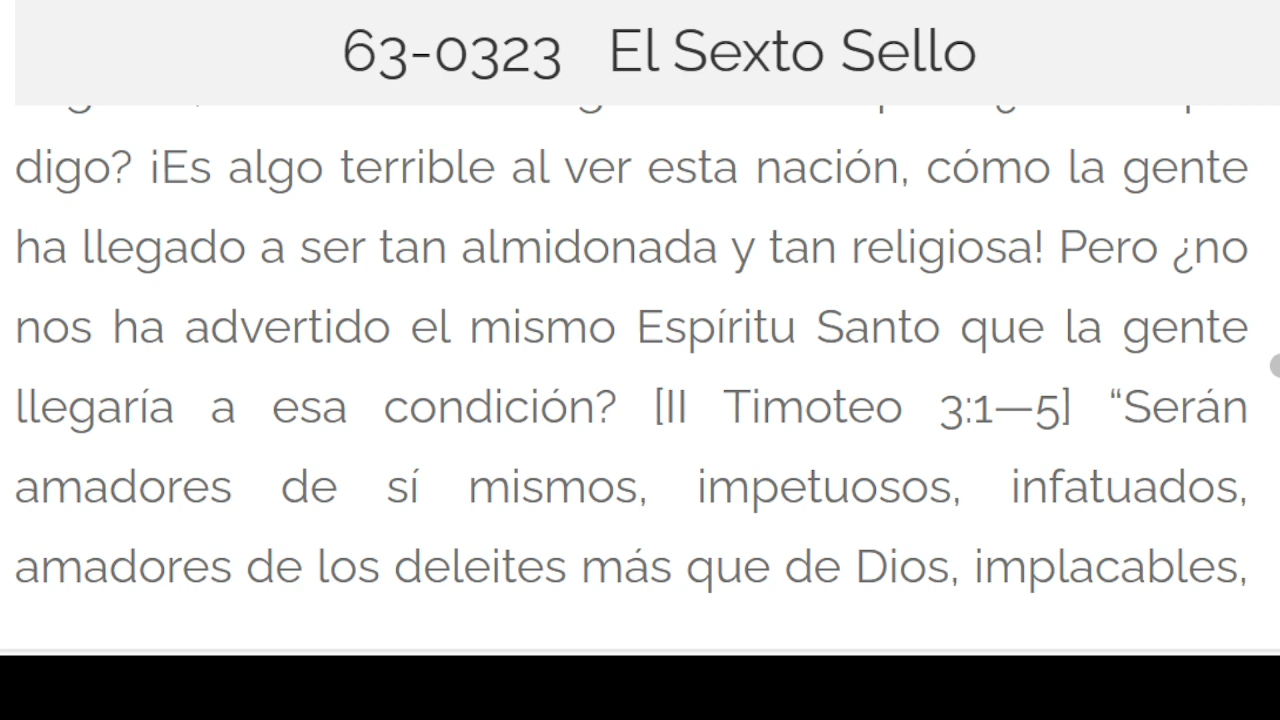 63-0323 El Sexto Sello
digo? ¡Es algo terrible al ver esta nación, cómo la gente
ha llegado a ser tan almidonada y tan religiosa! Pero ¿no
nos ha advertido el mismo Espíritu Santo que la gente
llegaría a esa condición? [II Timoteo 3:1—5] “Serán
amadores de sí mismos, impetuosos, infatuados,
amadores de los deleites más que de Dios, implacables,